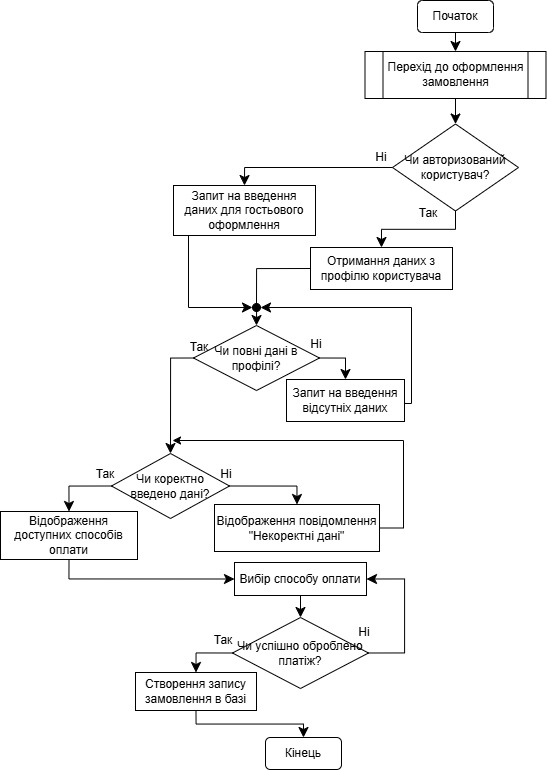 Початок
Перехід до оформлення
замовлення
Ні
Чи авторизований
користувач?
Так
Запит на введення
даних для гостьового
оформлення
Отримання даних з
профілю користувача
Так
Чи повні дані в
профілі?
Ні
Запит на введення
відсутніх даних
Так
Чи коректно
введено дані?
Ні
Відображення
доступних способів
оплати
Відображення повідомлення
"Некоректні дані"
Вибір способу оплати
Так
Чи успішно оброблено
платіж?
Ні
Створення запису
замовлення в базі
Кінець